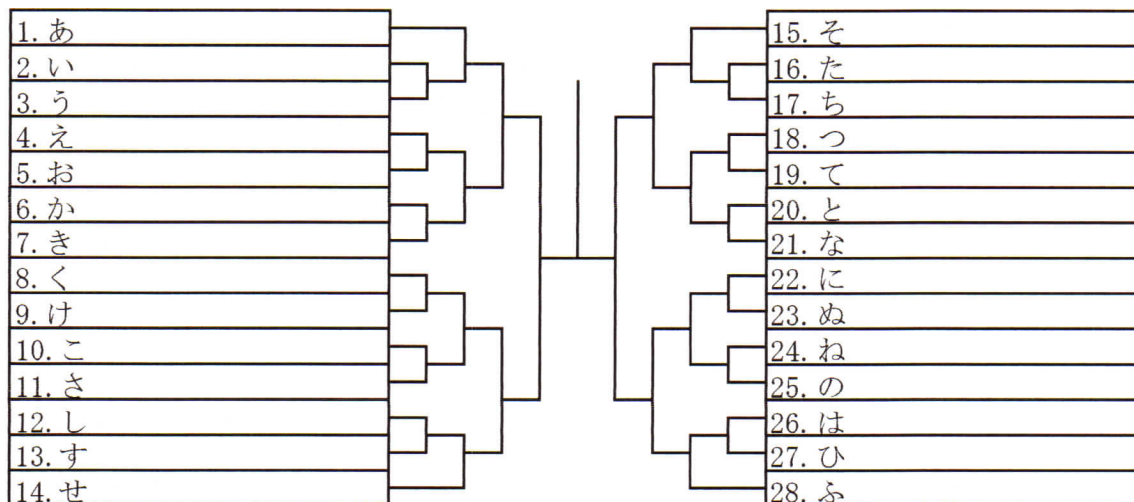 1. あ
2. い
3. う
4. え
5. お
6. か
7. き
8. く
9. け
10. こ
11. さ
12. し
13. す
14. せ
15. そ
16. た
17. ち
18. つ
19. て
20. と
21. な
22. に
23. ぬ
24. ね
25. の
26. は
27. ひ
28. ふ